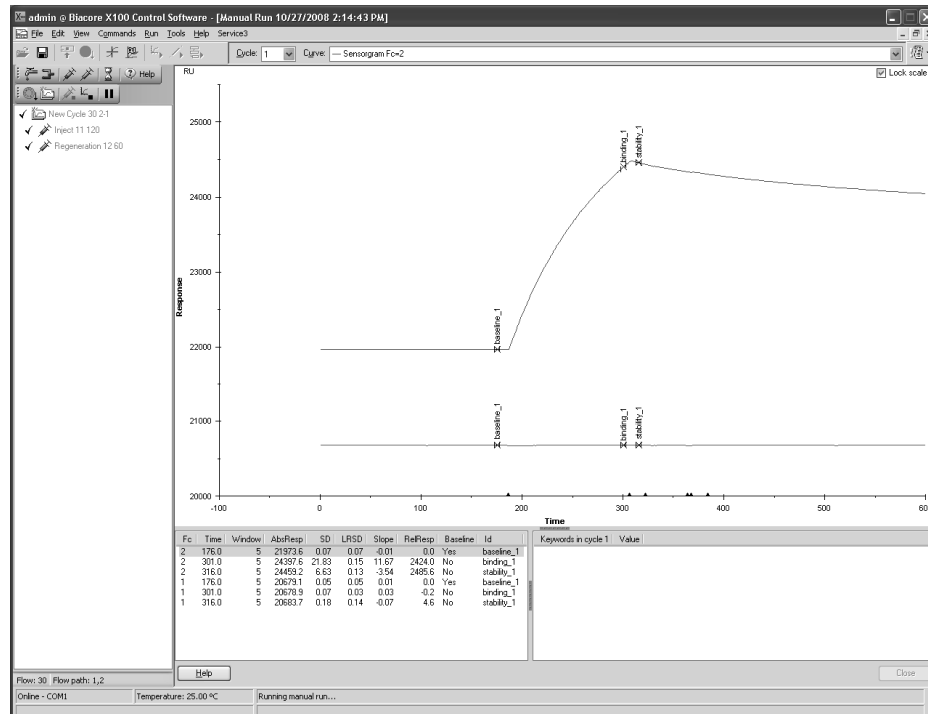 admin @ Biacore X100 Control Software - [Manual Run 10/27/2008 2:14:43 PM]
File Edit View Commands Run Tools Help Service3
Cycle: 1 Curve: — Sensorgram Fc=2
Help
New Cycle 30 2-1
Inject 11 120
Regeneration 12 60
RU
Lock scale
25000
24000
23000
22000
21000
20000
Response
baseline_1
binding_1
stability_1
baseline_1
binding_1
stability_1
-100 0 100 200 300 400 500 600
Time
Fc Time Window AbsResp SD LRSD Slope RelResp Baseline Id
2 176.0 5 21973.6 0.07 0.07 -0.01 0.0 Yes baseline_1
2 301.0 5 24397.6 21.83 0.15 11.67 2424.0 No binding_1
2 316.0 5 24459.2 6.63 0.13 -3.54 2485.6 No stability_1
1 176.0 5 20679.1 0.05 0.05 0.01 0.0 Yes baseline_1
1 301.0 5 20678.9 0.07 0.03 0.03 -0.2 No binding_1
1 316.0 5 20683.7 0.18 0.14 -0.07 4.6 No stability_1
Keywords in cycle 1 Value
Help
Close
Flow: 30 Flow path: 1,2
Online - COM1 Temperature: 25.00 ºC Running manual run...